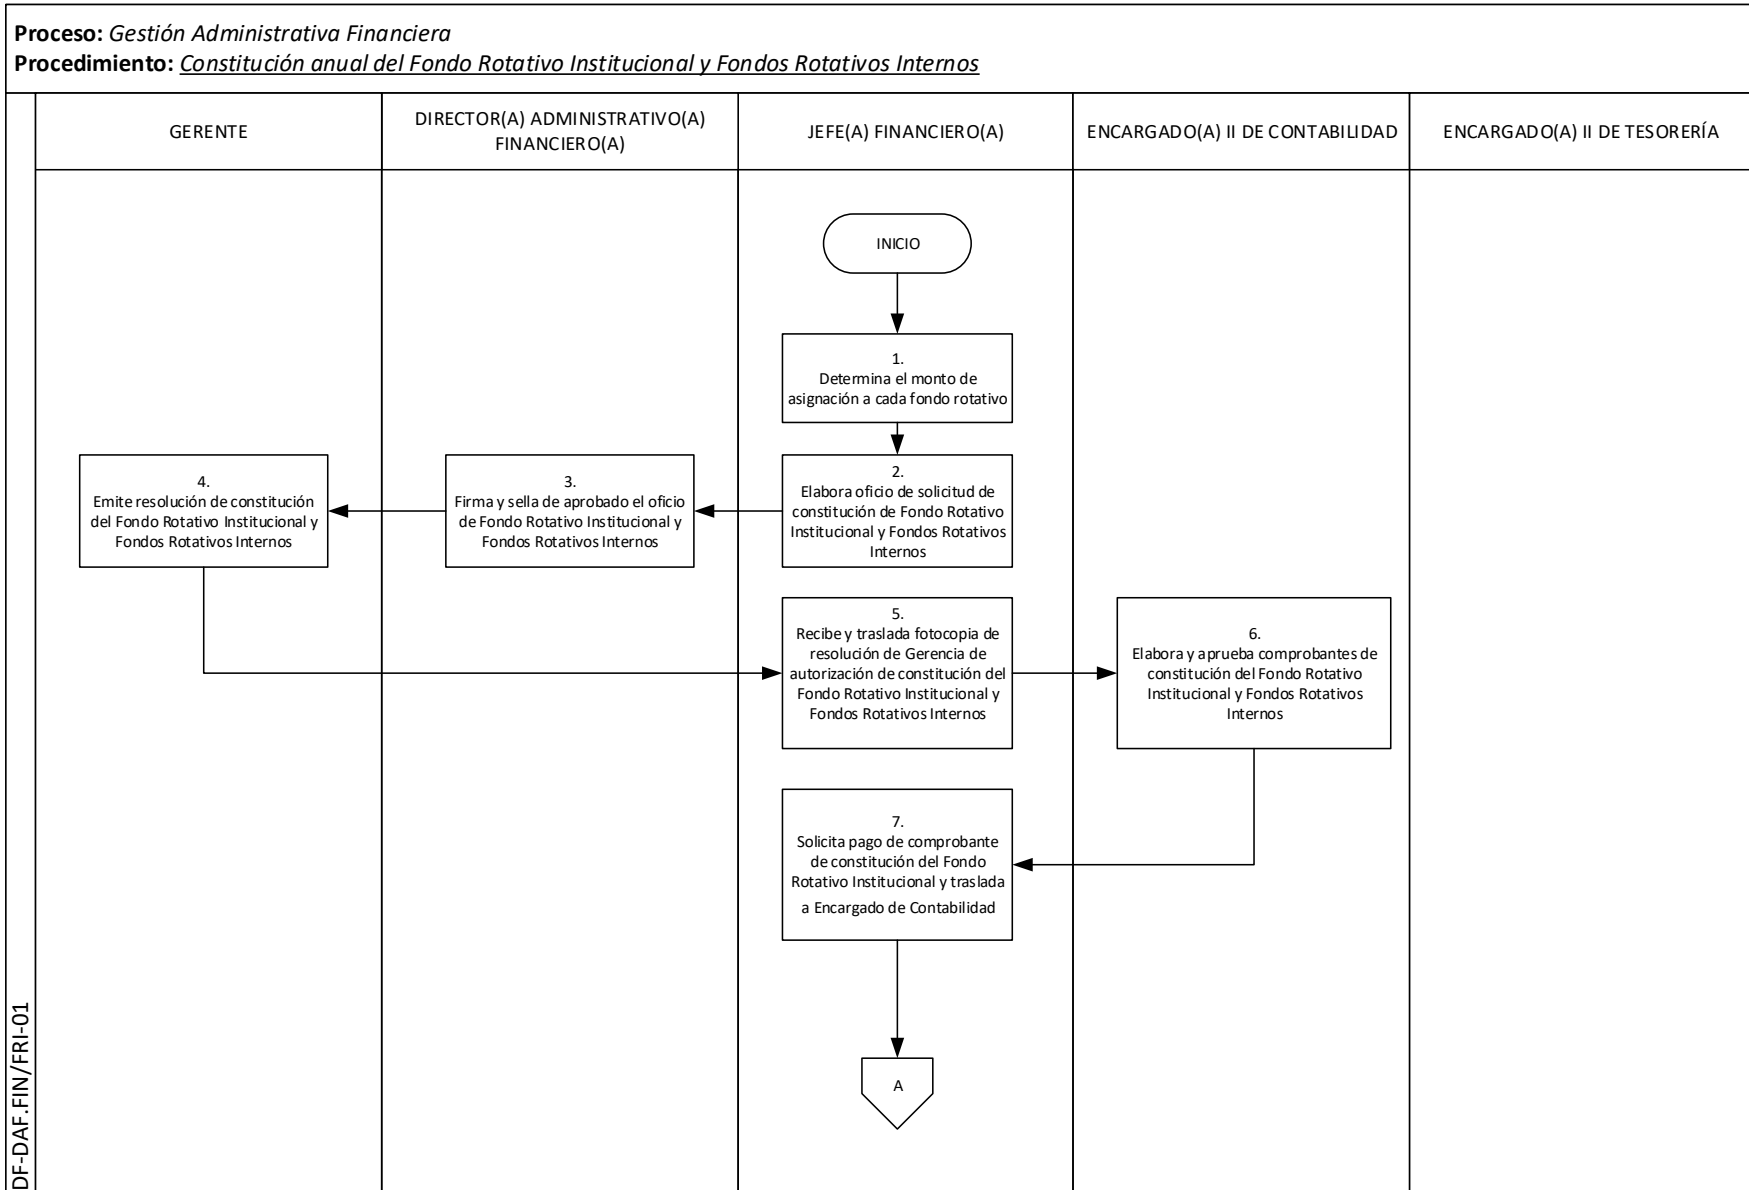 Proceso: Gestión Administrativa Financiera
Procedimiento: Constitución anual del Fondo Rotativo Institucional y Fondos Rotativos Internos
GERENTE
DIRECTOR(A) ADMINISTRATIVO(A)
FINANCIERO(A)
JEFE(A) FINANCIERO(A)
ENCARGADO(A) II DE CONTABILIDAD
ENCARGADO(A) II DE TESORERÍA
INICIO
1.
Determina el monto de
asignación a cada fondo rotativo
2.
Elabora oficio de solicitud de
constitución de Fondo Rotativo
Institucional y Fondos Rotativos
Internos
3.
Firma y sella de aprobado el oficio
de Fondo Rotativo Institucional y
Fondos Rotativos Internos
4.
Emite resolución de constitución
del Fondo Rotativo Institucional y
Fondos Rotativos Internos
5.
Recibe y traslada fotocopia de
resolución de Gerencia de
autorización de constitución del
Fondo Rotativo Institucional y
Fondos Rotativos Internos
6.
Elabora y aprueba comprobantes de
constitución del Fondo Rotativo
Institucional y Fondos Rotativos
Internos
7.
Solicita pago de comprobante
de constitución del Fondo
Rotativo Institucional y traslada
a Encargado de Contabilidad
A
DF-DAF.FIN/FRI-01